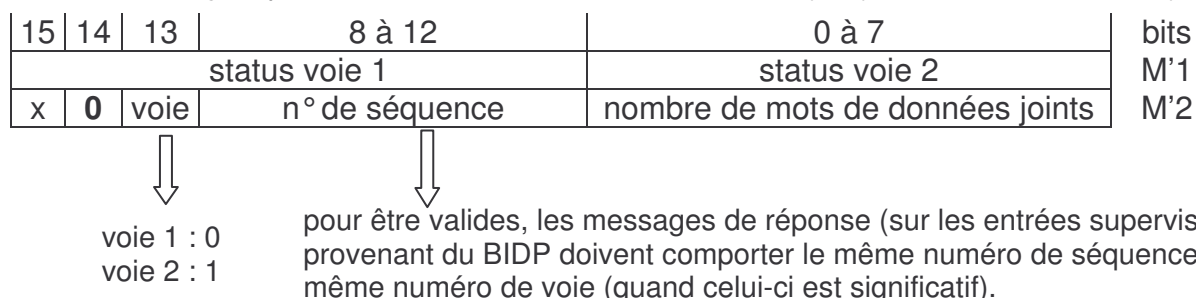 15 14 13 8 à 12 0 à 7 bits
status voie 1 status voie 2 M'1
x 0 voie n° de séquence nombre de mots de données joints M'2
voie 1 : 0
voie 2 : 1
pour être valides, les messages de réponse (sur les entrées supervis
provenant du BIDP doivent comporter le même numéro de séquence
même numéro de voie (quand celui-ci est significatif).